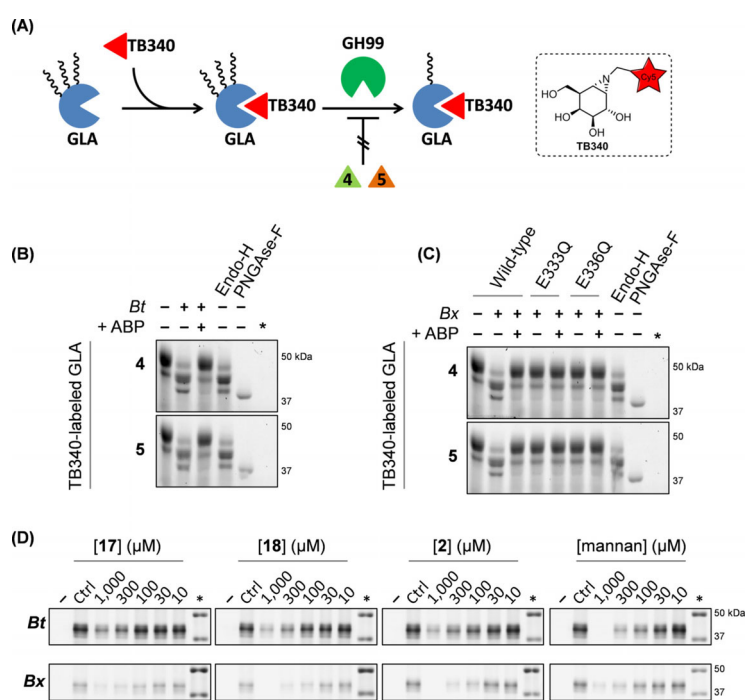 (A)
TB340
GH99
GLA
TB340
GLA
4 5
TB340
GLA
Cy5
N
HO
HO
OH
OH
TB340
(B)
Endo-H
PNGAse-F
Bt – + + – –
+ ABP – – + – – *
TB340-labeled GLA
4
50 kDa
37
5
50
37
(C)
Wild-type
E333Q
E336Q
Endo-H
PNGAse-F
Bx – + + + + + + – –
+ ABP – – + – + – + – – *
TB340-labeled GLA
4
50 kDa
37
5
50
37
(D)
[17] (µM) [18] (µM) [2] (µM) [mannan] (µM)
– Ctrl 1,000 300 100 30 10 * – Ctrl 1,000 300 100 30 10 * – Ctrl 1,000 300 100 30 10 * – Ctrl 1,000 300 100 30 10 *
Bt
50 kDa
37
Bx
50
37